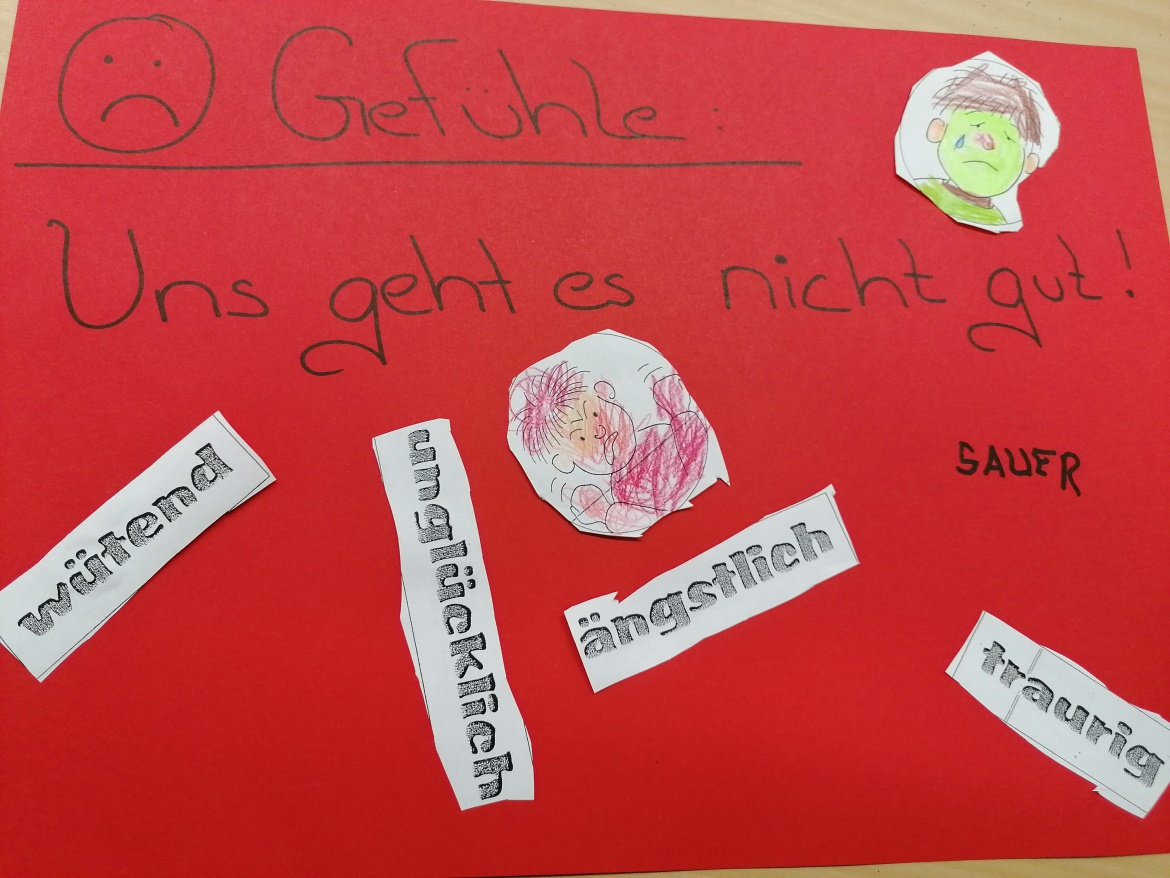 Gefühle:
Uns geht es nicht gut!
wütend
unglücklich
ängstlich
SAUER
traurig